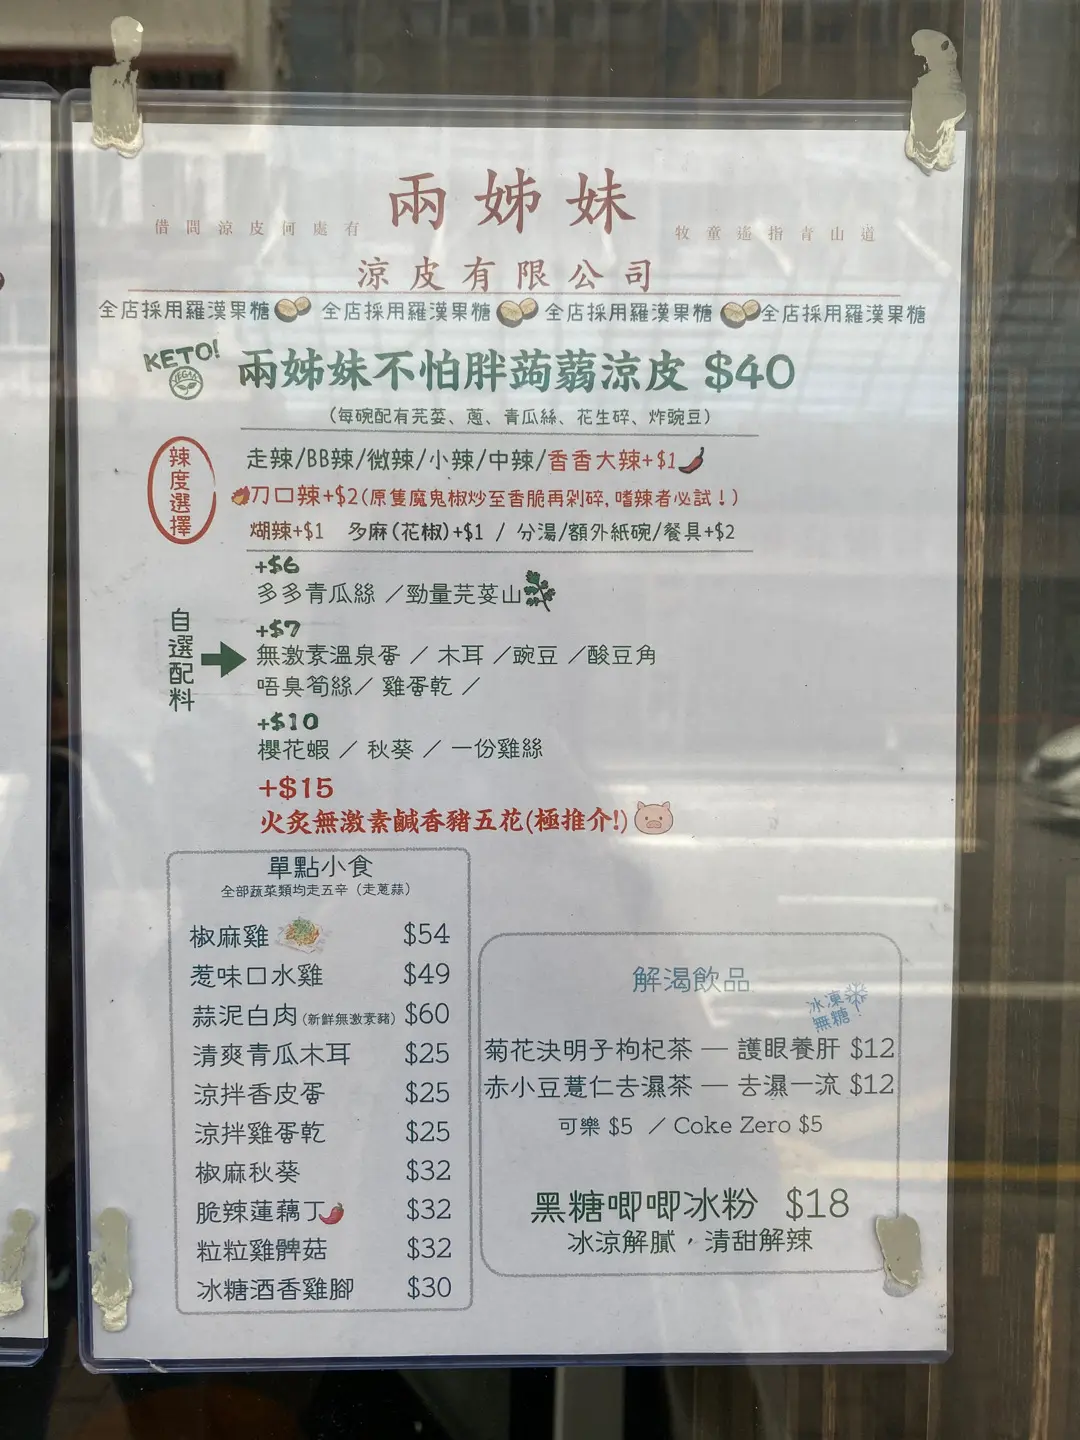 兩姊妹
借問涼皮何處有
牧童遙指青山道
涼皮有限公司
全店採用羅漢果糖 全店採用羅漢果糖 全店採用羅漢果糖 全店採用羅漢果糖
KETO!
VEGAN
兩姊妹不怕胖蒟蒻涼皮 $40
（每碗配有芫荽、蔥、青瓜絲、花生碎、炸豌豆）
辣度選擇
走辣/BB辣/微辣/小辣/中辣/香香大辣+$1
刀口辣+$2(原隻魔鬼椒炒至香脆再剁碎,嗜辣者必試！)
煳辣+$1 多麻(花椒)+$1 / 分湯/額外紙碗/餐具+$2
自選配料
+$6
多多青瓜絲 ／勁量芫荽山
+$7
無激素溫泉蛋 ／ 木耳 ／豌豆 ／酸豆角
唔臭筍絲／ 雞蛋乾 ／
+$10
櫻花蝦 ／ 秋葵 ／ 一份雞絲
+$15
火炙無激素鹹香豬五花(極推介!)
單點小食
全部蔬菜類均走五辛（走蔥蒜）
椒麻雞 $54
惹味口水雞 $49
蒜泥白肉(新鮮無激素豬) $60
清爽青瓜木耳 $25
涼拌香皮蛋 $25
涼拌雞蛋乾 $25
椒麻秋葵 $32
脆辣蓮藕丁 $32
粒粒雞髀菇 $32
冰糖酒香雞腳 $30
解渴飲品
冰凍
無糖！
菊花決明子枸杞茶 — 護眼養肝 $12
赤小豆薏仁去濕茶 — 去濕一流 $12
可樂 $5 ／ Coke Zero $5
黑糖唧唧冰粉 $18
冰涼解膩，清甜解辣